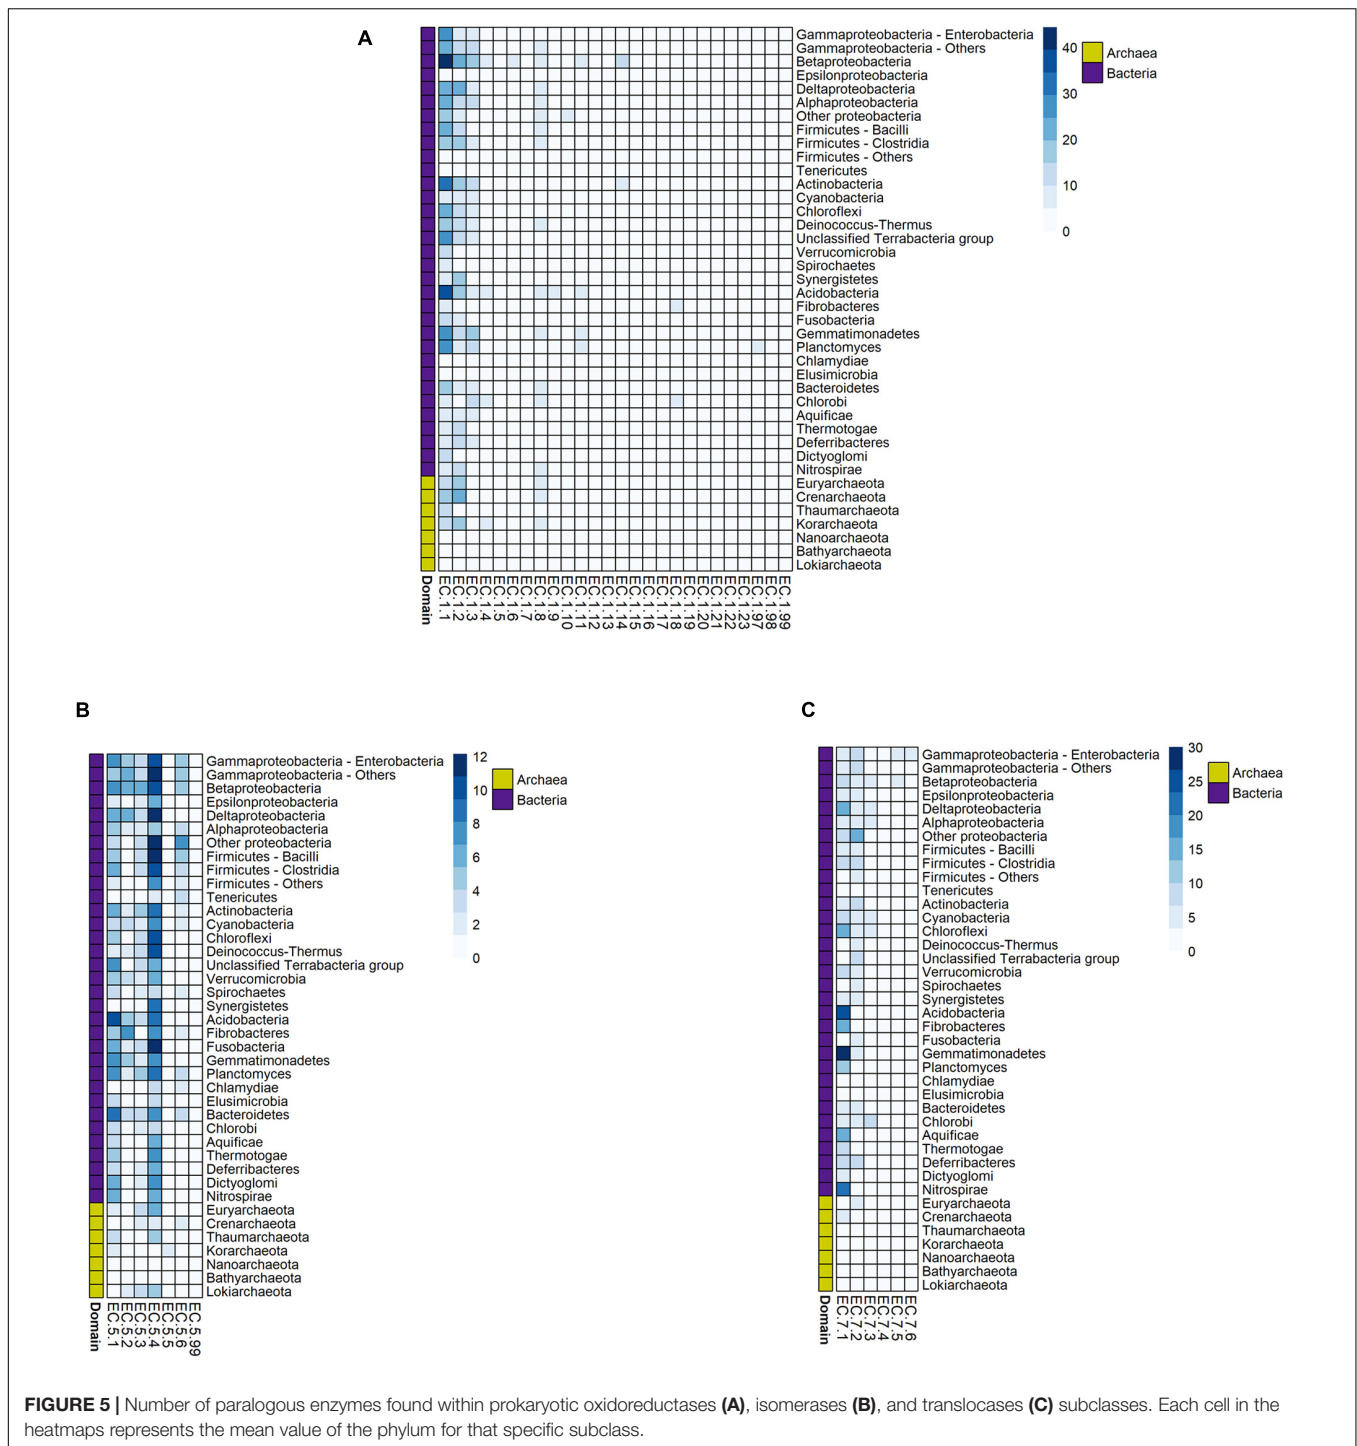 A
Gammaproteobacteria - Enterobacteria
Gammaproteobacteria - Others
Betaproteobacteria
Epsilonproteobacteria
Deltaproteobacteria
Alphaproteobacteria
Other proteobacteria
Firmicutes - Bacilli
Firmicutes - Clostridia
Firmicutes - Others
Tenericutes
Actinobacteria
Cyanobacteria
Chloroflexi
Deinococcus-Thermus
Unclassified Terrabacteria group
Verrucomicrobia
Spirochaetes
Synergistetes
Acidobacteria
Fibrobacteres
Fusobacteria
Gemmatimonadetes
Planctomyces
Chlamydiae
Elusimicrobia
Bacteroidetes
Chlorobi
Aquificae
Thermotogae
Deferribacteres
Dictyoglomi
Nitrospirae
Euryarchaeota
Crenarchaeota
Thaumarchaeota
Korarchaeota
Nanoarchaeota
Bathyarchaeota
Lokiarchaeota
40
30
20
10
0
Archaea
Bacteria
Domain
EC.1.1
EC.1.2
EC.1.3
EC.1.4
EC.1.5
EC.1.6
EC.1.7
EC.1.8
EC.1.9
EC.1.10
EC.1.11
EC.1.12
EC.1.13
EC.1.14
EC.1.15
EC.1.16
EC.1.17
EC.1.18
EC.1.19
EC.1.20
EC.1.21
EC.1.22
EC.1.23
EC.1.97
EC.1.98
EC.1.99
B
Gammaproteobacteria - Enterobacteria
Gammaproteobacteria - Others
Betaproteobacteria
Epsilonproteobacteria
Deltaproteobacteria
Alphaproteobacteria
Other proteobacteria
Firmicutes - Bacilli
Firmicutes - Clostridia
Firmicutes - Others
Tenericutes
Actinobacteria
Cyanobacteria
Chloroflexi
Deinococcus-Thermus
Unclassified Terrabacteria group
Verrucomicrobia
Spirochaetes
Synergistetes
Acidobacteria
Fibrobacteres
Fusobacteria
Gemmatimonadetes
Planctomyces
Chlamydiae
Elusimicrobia
Bacteroidetes
Chlorobi
Aquificae
Thermotogae
Deferribacteres
Dictyoglomi
Nitrospirae
Euryarchaeota
Crenarchaeota
Thaumarchaeota
Korarchaeota
Nanoarchaeota
Bathyarchaeota
Lokiarchaeota
12
10
8
6
4
2
0
Archaea
Bacteria
Domain
EC.5.1
EC.5.2
EC.5.3
EC.5.4
EC.5.5
EC.5.6
EC.5.99
C
Gammaproteobacteria - Enterobacteria
Gammaproteobacteria - Others
Betaproteobacteria
Epsilonproteobacteria
Deltaproteobacteria
Alphaproteobacteria
Other proteobacteria
Firmicutes - Bacilli
Firmicutes - Clostridia
Firmicutes - Others
Tenericutes
Actinobacteria
Cyanobacteria
Chloroflexi
Deinococcus-Thermus
Unclassified Terrabacteria group
Verrucomicrobia
Spirochaetes
Synergistetes
Acidobacteria
Fibrobacteres
Fusobacteria
Gemmatimonadetes
Planctomyces
Chlamydiae
Elusimicrobia
Bacteroidetes
Chlorobi
Aquificae
Thermotogae
Deferribacteres
Dictyoglomi
Nitrospirae
Euryarchaeota
Crenarchaeota
Thaumarchaeota
Korarchaeota
Nanoarchaeota
Bathyarchaeota
Lokiarchaeota
30
25
20
15
10
5
0
Archaea
Bacteria
Domain
EC.7.1
EC.7.2
EC.7.3
EC.7.4
EC.7.5
EC.7.6
FIGURE 5 | Number of paralogous enzymes found within prokaryotic oxidoreductases (A), isomerases (B), and translocases (C) subclasses. Each cell in the
heatmaps represents the mean value of the phylum for that specific subclass.